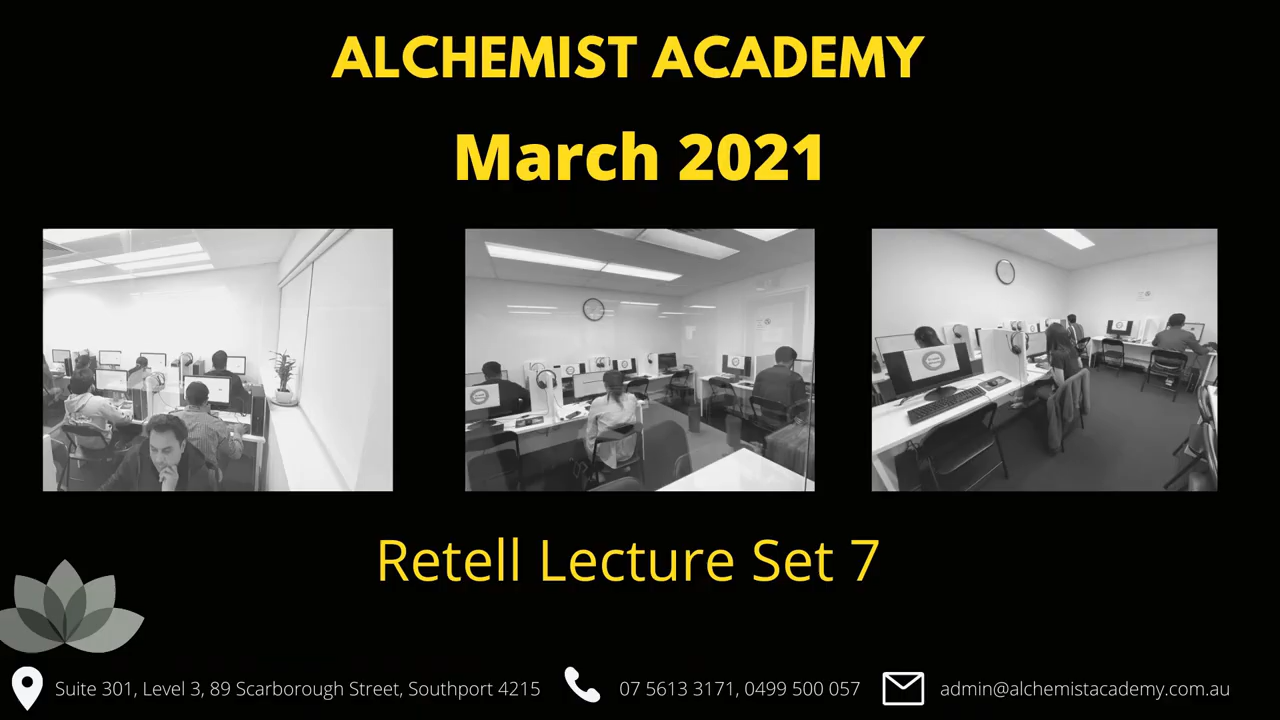 ALCHEMIST ACADEMY
March 2021
Retell Lecture Set 7
Suite 301, Level 3, 89 Scarborough Street, Southport 4215
07 5613 3171, 0499 500 057
admin@alchemistacademy.com.au